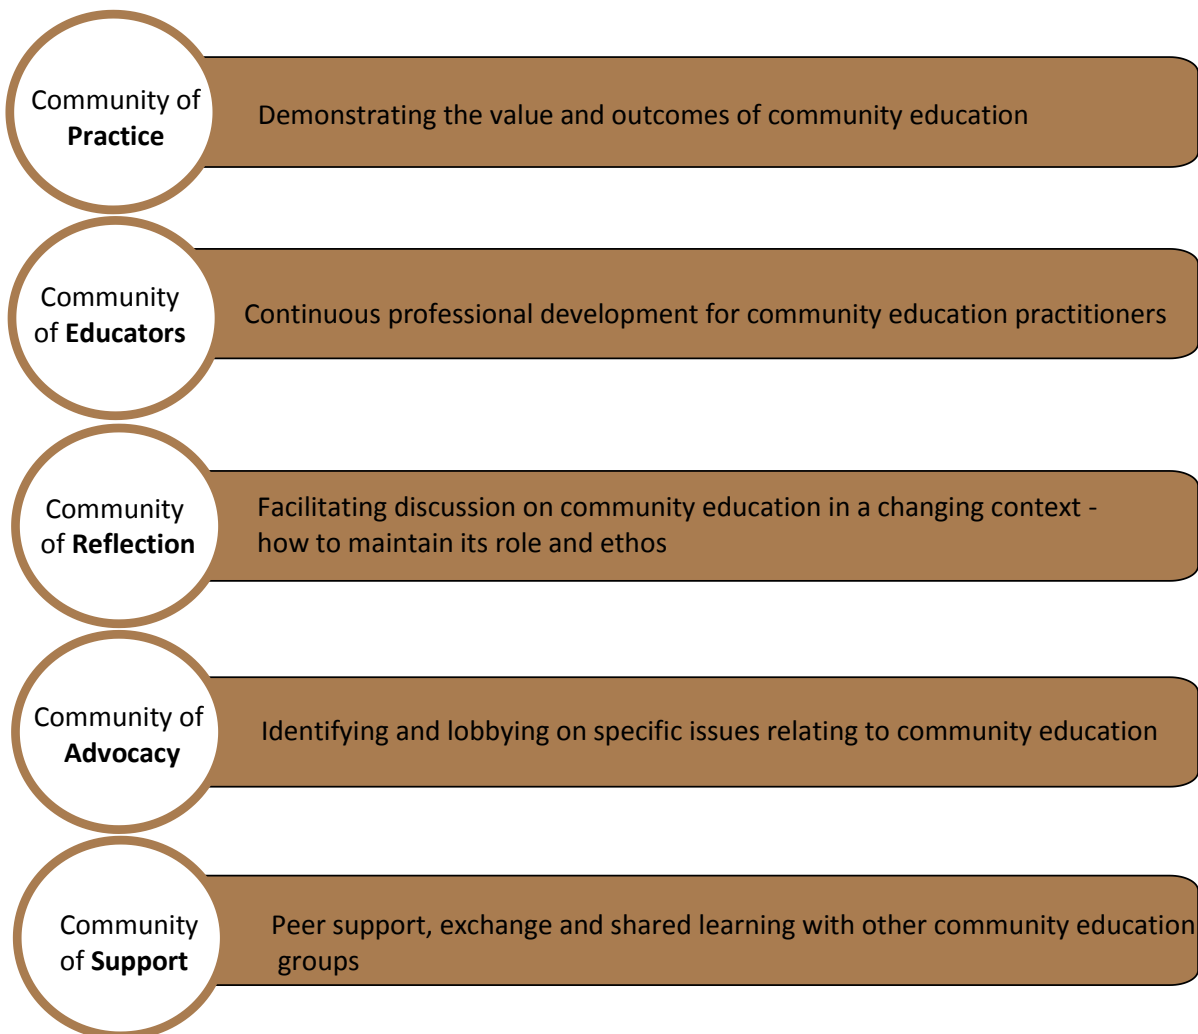 Community of
Practice
Demonstrating the value and outcomes of community education
Community
of Educators
Continuous professional development for community education practitioners
Community
of Reflection
Facilitating discussion on community education in a changing context -
how to maintain its role and ethos
Community of
Advocacy
Identifying and lobbying on specific issues relating to community education
Community
of Support
Peer support, exchange and shared learning with other community education
groups